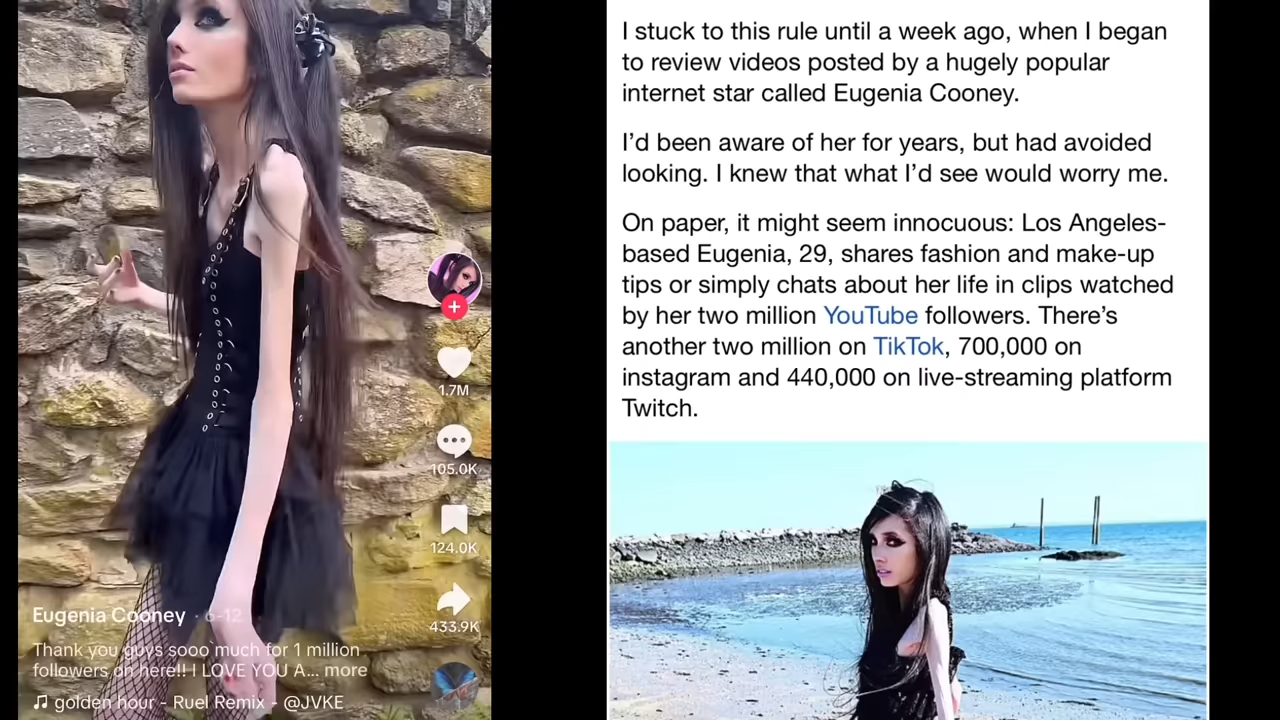 1.7M
105.0K
124.0K
433.9K
Eugenia Cooney · 6-12
Thank you guys sooo much for 1 million
followers on here!! I LOVE YOU A... more
golden hour - Ruel Remix - @JVKE
I stuck to this rule until a week ago, when I began
to review videos posted by a hugely popular
internet star called Eugenia Cooney.
I'd been aware of her for years, but had avoided
looking. I knew that what I'd see would worry me.
On paper, it might seem innocuous: Los Angeles-
based Eugenia, 29, shares fashion and make-up
tips or simply chats about her life in clips watched
by her two million YouTube followers. There's
another two million on TikTok, 700,000 on
instagram and 440,000 on live-streaming platform
Twitch.